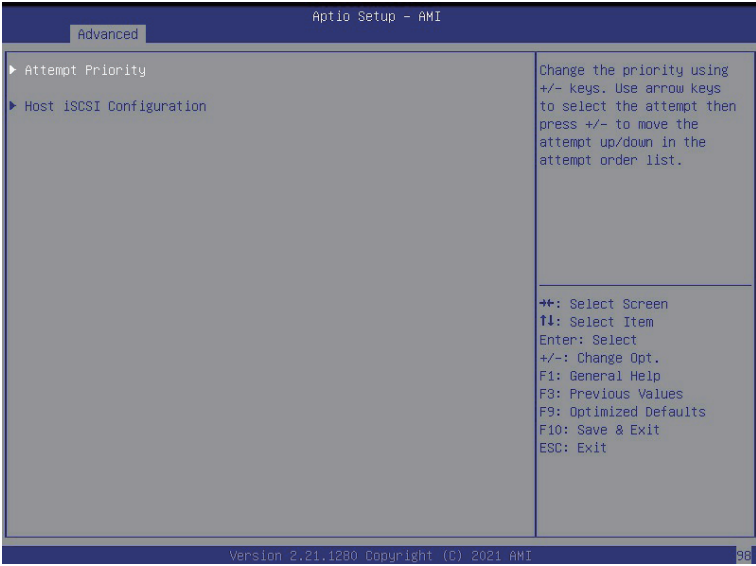 Aptio Setup – AMI
Advanced
▶ Attempt Priority
▶ Host iSCSI Configuration
Change the priority using
+/– keys. Use arrow keys
to select the attempt then
press +/– to move the
attempt up/down in the
attempt order list.
→←: Select Screen
↑↓: Select Item
Enter: Select
+/–: Change Opt.
F1: General Help
F3: Previous Values
F9: Optimized Defaults
F10: Save & Exit
ESC: Exit
Version 2.21.1280 Copyright (C) 2021 AMI
98